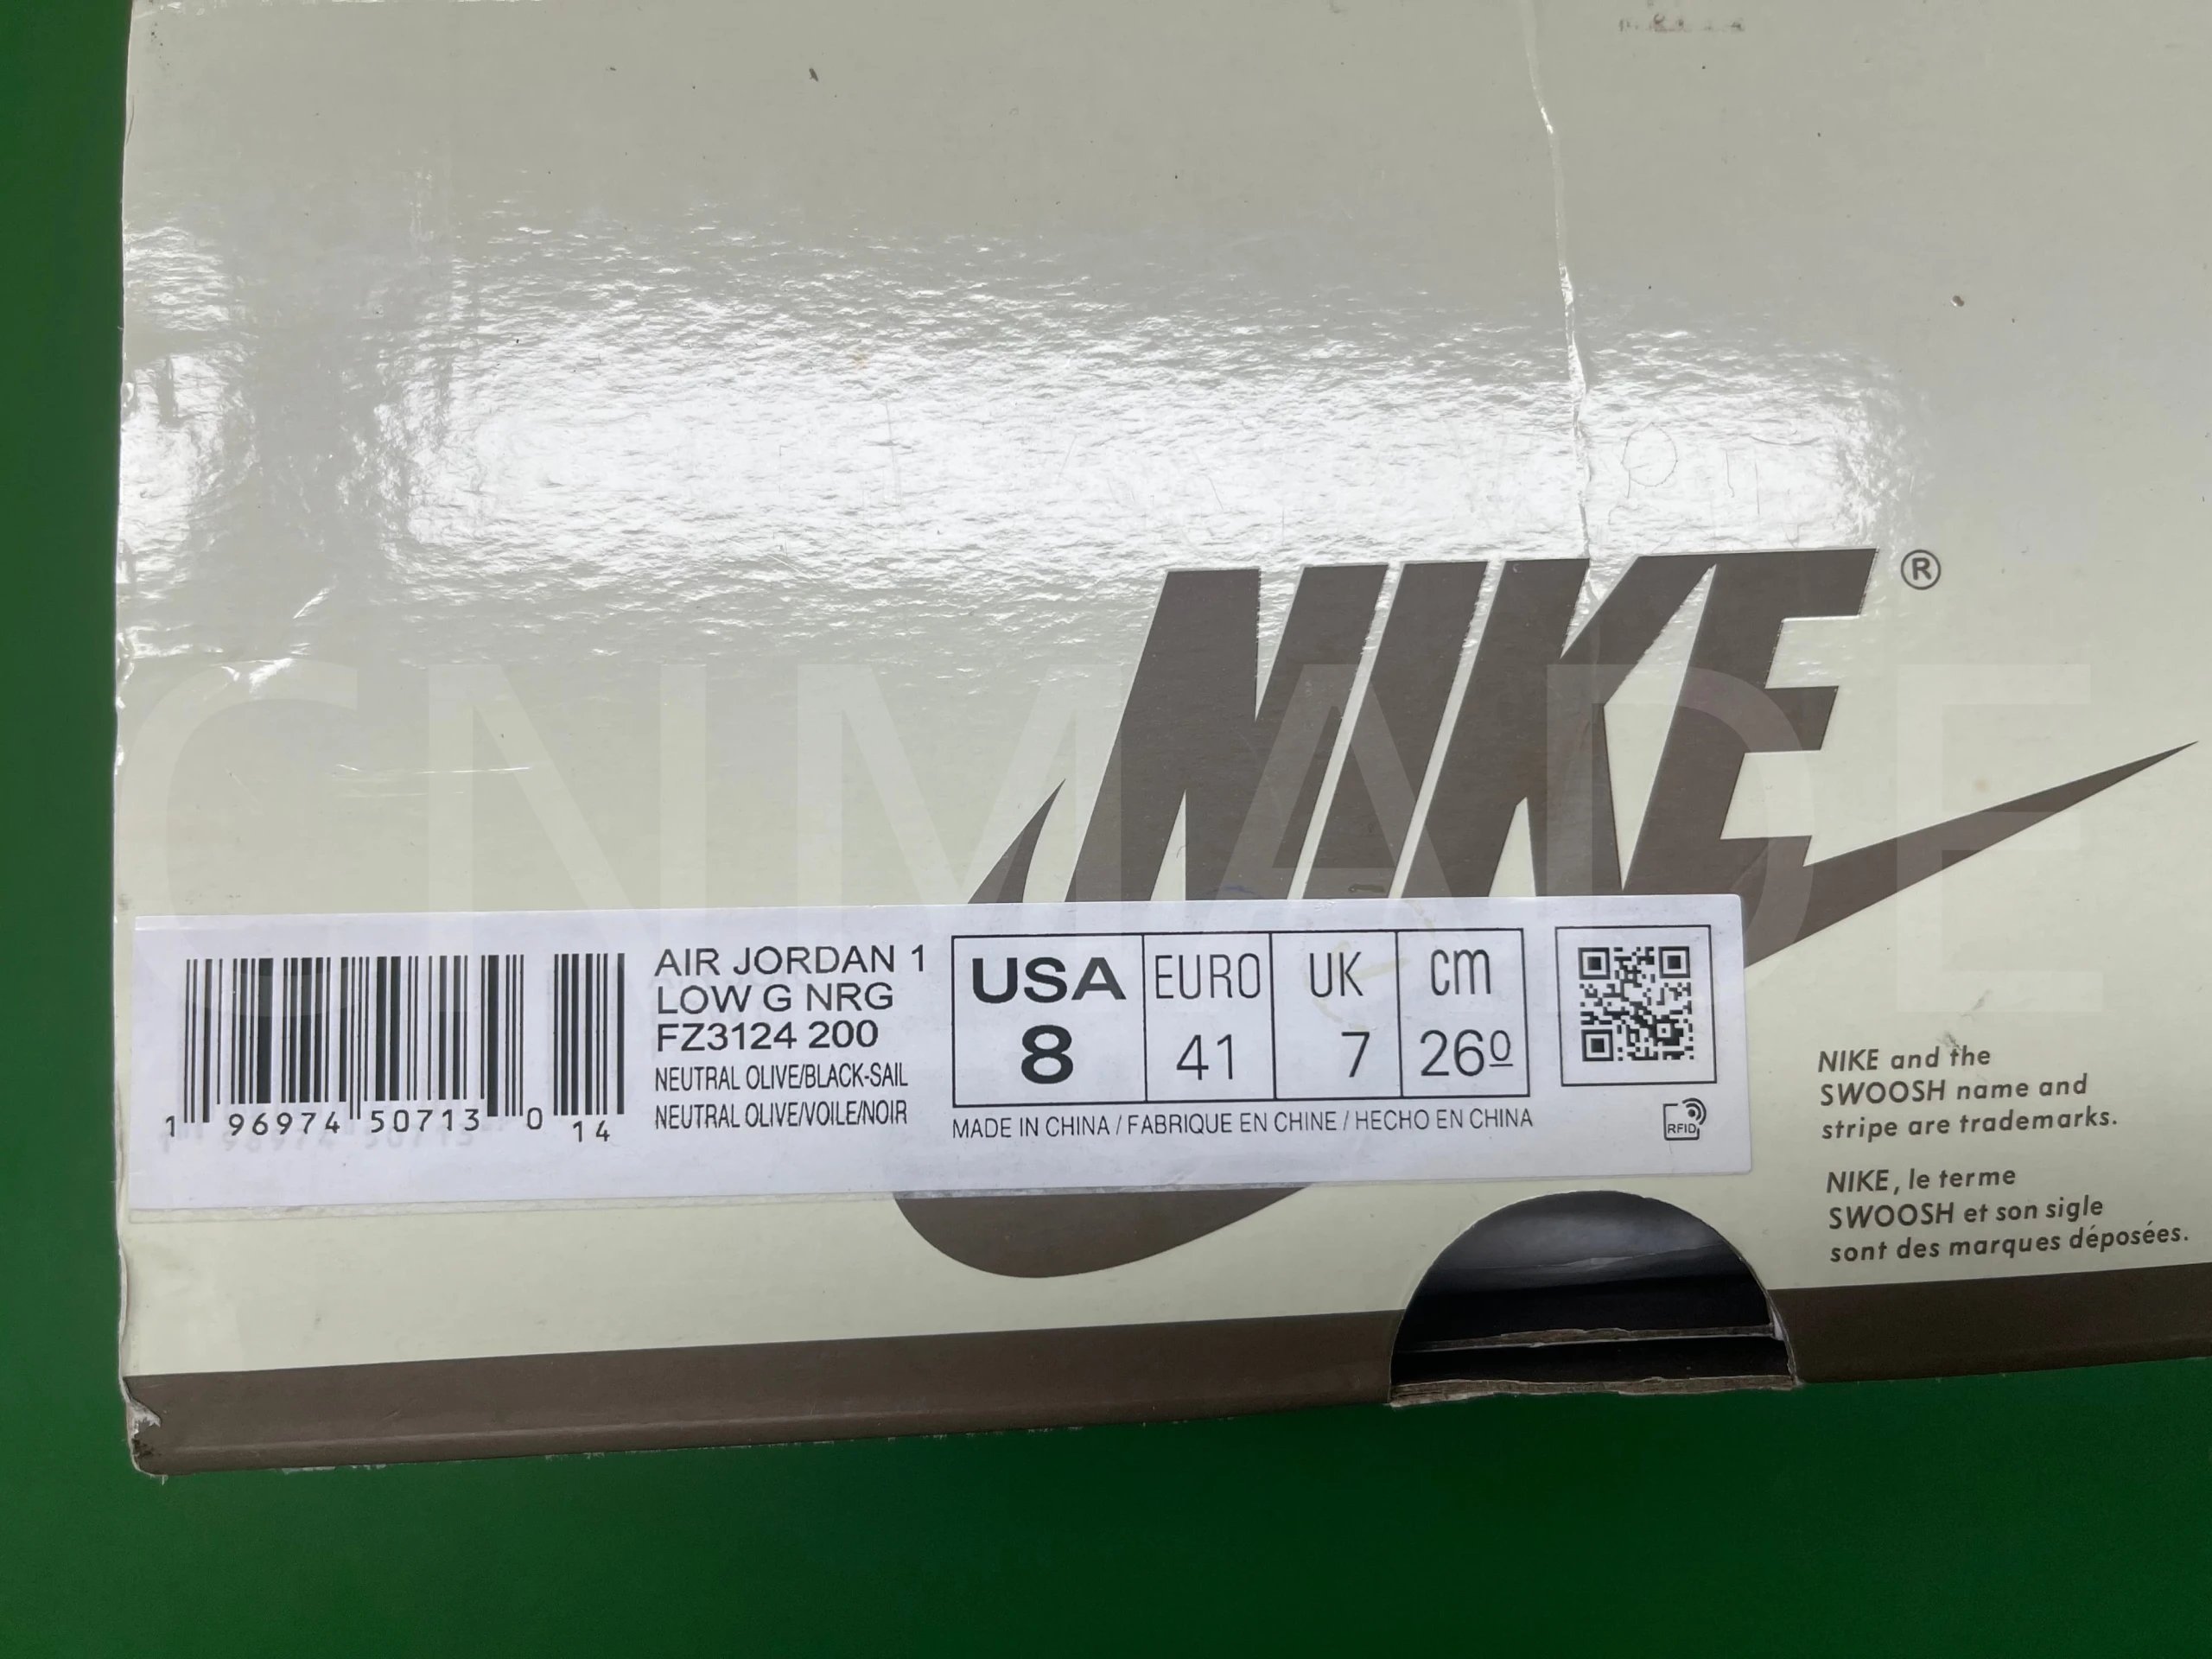 NIKE®
CNMADE
AIR JORDAN 1
LOW G NRG
FZ3124 200
NEUTRAL OLIVE/BLACK-SAIL
NEUTRAL OLIVE/VOILE/NOIR
1 96974 50713 0 14
USA EURO UK cm
8 41 7 260
MADE IN CHINA / FABRIQUE EN CHINE / HECHO EN CHINA
RFID
NIKE and the
SWOOSH name and
stripe are trademarks.
NIKE, le terme
SWOOSH et son sigle
sont des marques déposées.